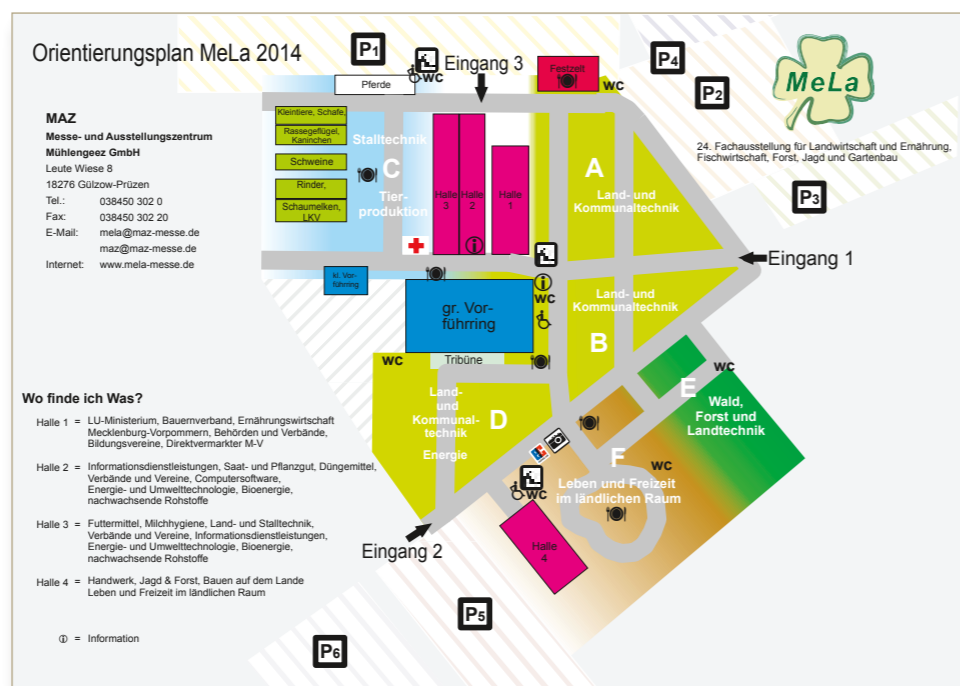 Orientierungsplan MeLa 2014
P1
WC
Eingang 3
Festzelt
WC
P4
P2
MeLa
24. Fachausstellung für Landwirtschaft und Ernährung,
Fischwirtschaft, Forst, Jagd und Gartenbau
P3
MAZ
Messe- und Ausstellungszentrum
Mühlengeez GmbH
Leute Wiese 8
18276 Gülzow-Prüzen
Tel.: 038450 302 0
Fax: 038450 302 20
E-Mail: mela@maz-messe.de
maz@maz-messe.de
Internet: www.mela-messe.de
Pferde
Kleintiere, Schafe,
Rassegeflügel,
Kaninchen
Schweine
Rinder,
Schaumelken,
LKV
Stalltechnik
C
Tier-
produktion
Halle
3
Halle
2
Halle
1
A
Land- und
Kommunaltechnik
Eingang 1
kl. Vor-
führring
gr. Vor-
führring
Tribüne
WC
Land- und
Kommunaltechnik
B
WC
Land-
und
Kommunal-
technik
Energie
D
WC
E
Wald,
Forst und
Landtechnik
F
WC
Leben und Freizeit
im ländlichen Raum
EC
WC
Halle
4
Eingang 2
P5
P6
Wo finde ich Was?
Halle 1 = LU-Ministerium, Bauernverband, Ernährungswirtschaft
Mecklenburg-Vorpommern, Behörden und Verbände,
Bildungsvereine, Direktvermarkter M-V
Halle 2 = Informationsdienstleistungen, Saat- und Pflanzgut, Düngemittel,
Verbände und Vereine, Computersoftware,
Energie- und Umwelttechnologie, Bioenergie,
nachwachsende Rohstoffe
Halle 3 = Futtermittel, Milchhygiene, Land- und Stalltechnik,
Verbände und Vereine, Informationsdienstleistungen,
Energie- und Umwelttechnologie, Bioenergie,
nachwachsende Rohstoffe
Halle 4 = Handwerk, Jagd & Forst, Bauen auf dem Lande
Leben und Freizeit im ländlichen Raum
i = Information